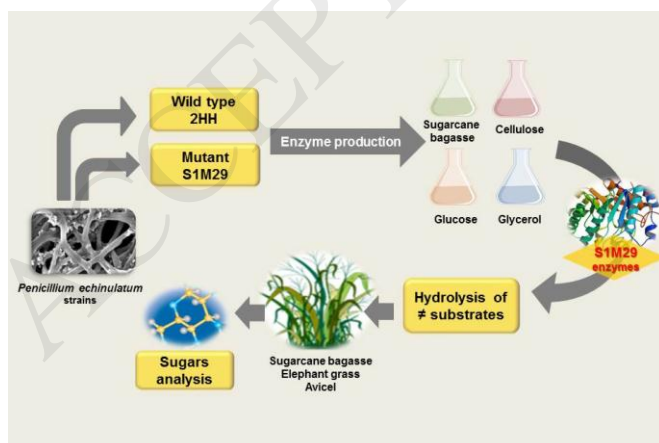 Wild type
2HH
Mutant
S1M29
Enzyme production
Sugarcane
bagasse
Cellulose
Glucose
Glycerol
S1M29
enzymes
Hydrolysis of
≠ substrates
Sugarcane bagasse
Elephant grass
Avicel
Sugars
analysis
Penicillium echinulatum
strains
ACCEPT